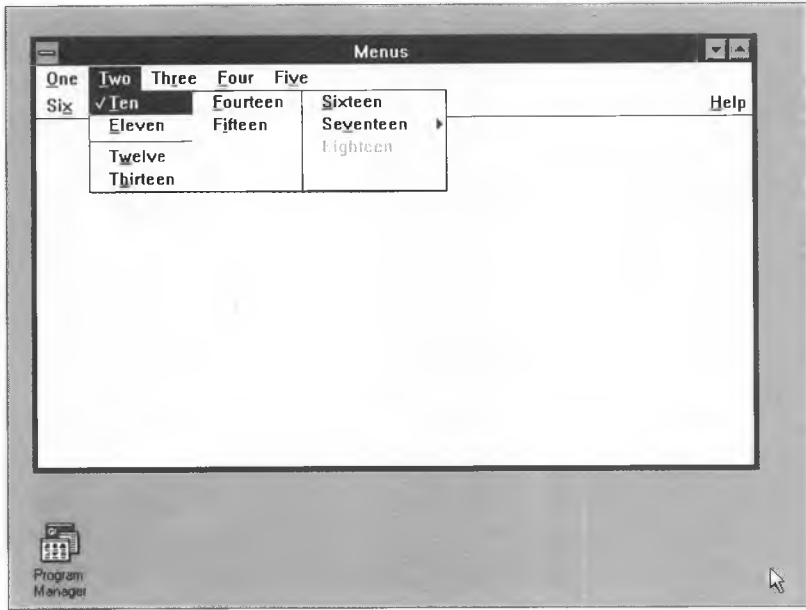 Menus
One Two Three Four Five
Six ✓Ten Fourteen Sixteen Help
Eleven Fifteen Seventeen
Eighteen
Twelve
Thirteen
Program
Manager